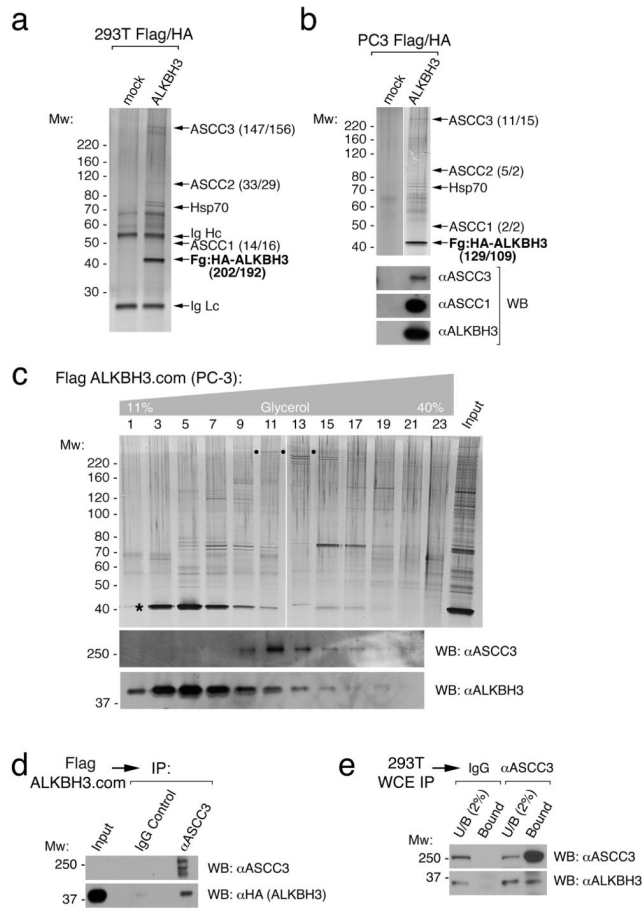 a
293T Flag/HA
mock
ALKBH3
Mw:
220 -
160 -
120 -
80 -
70 -
60 -
50 -
40 -
30 -
ASCC3 (147/156)
ASCC2 (33/29)
Hsp70
Ig Hc
ASCC1 (14/16)
Fg:HA-ALKBH3
(202/192)
Ig Lc
b
PC3 Flag/HA
mock
ALKBH3
Mw:
220 -
160 -
120 -
80 -
70 -
60 -
50 -
40 -
ASCC3 (11/15)
ASCC2 (5/2)
Hsp70
ASCC1 (2/2)
Fg:HA-ALKBH3
(129/109)
αASCC3
αASCC1
αALKBH3
WB
c
Flag ALKBH3.com (PC-3):
11% Glycerol 40%
1 3 5 7 9 11 13 15 17 19 21 23 Input
Mw:
220 -
160 -
120 -
80 -
70 -
60 -
50 -
40 -
*
250 -
WB: αASCC3
37 -
WB: αALKBH3
d
Flag
ALKBH3.com
IP:
Input
IgG Control
αASCC3
Mw:
250 -
WB: αASCC3
37 -
WB: αHA (ALKBH3)
e
293T
WCE IP
IgG αASCC3
U/B (2%)
Bound
U/B (2%)
Bound
Mw:
250 -
WB: αASCC3
37 -
WB: αALKBH3